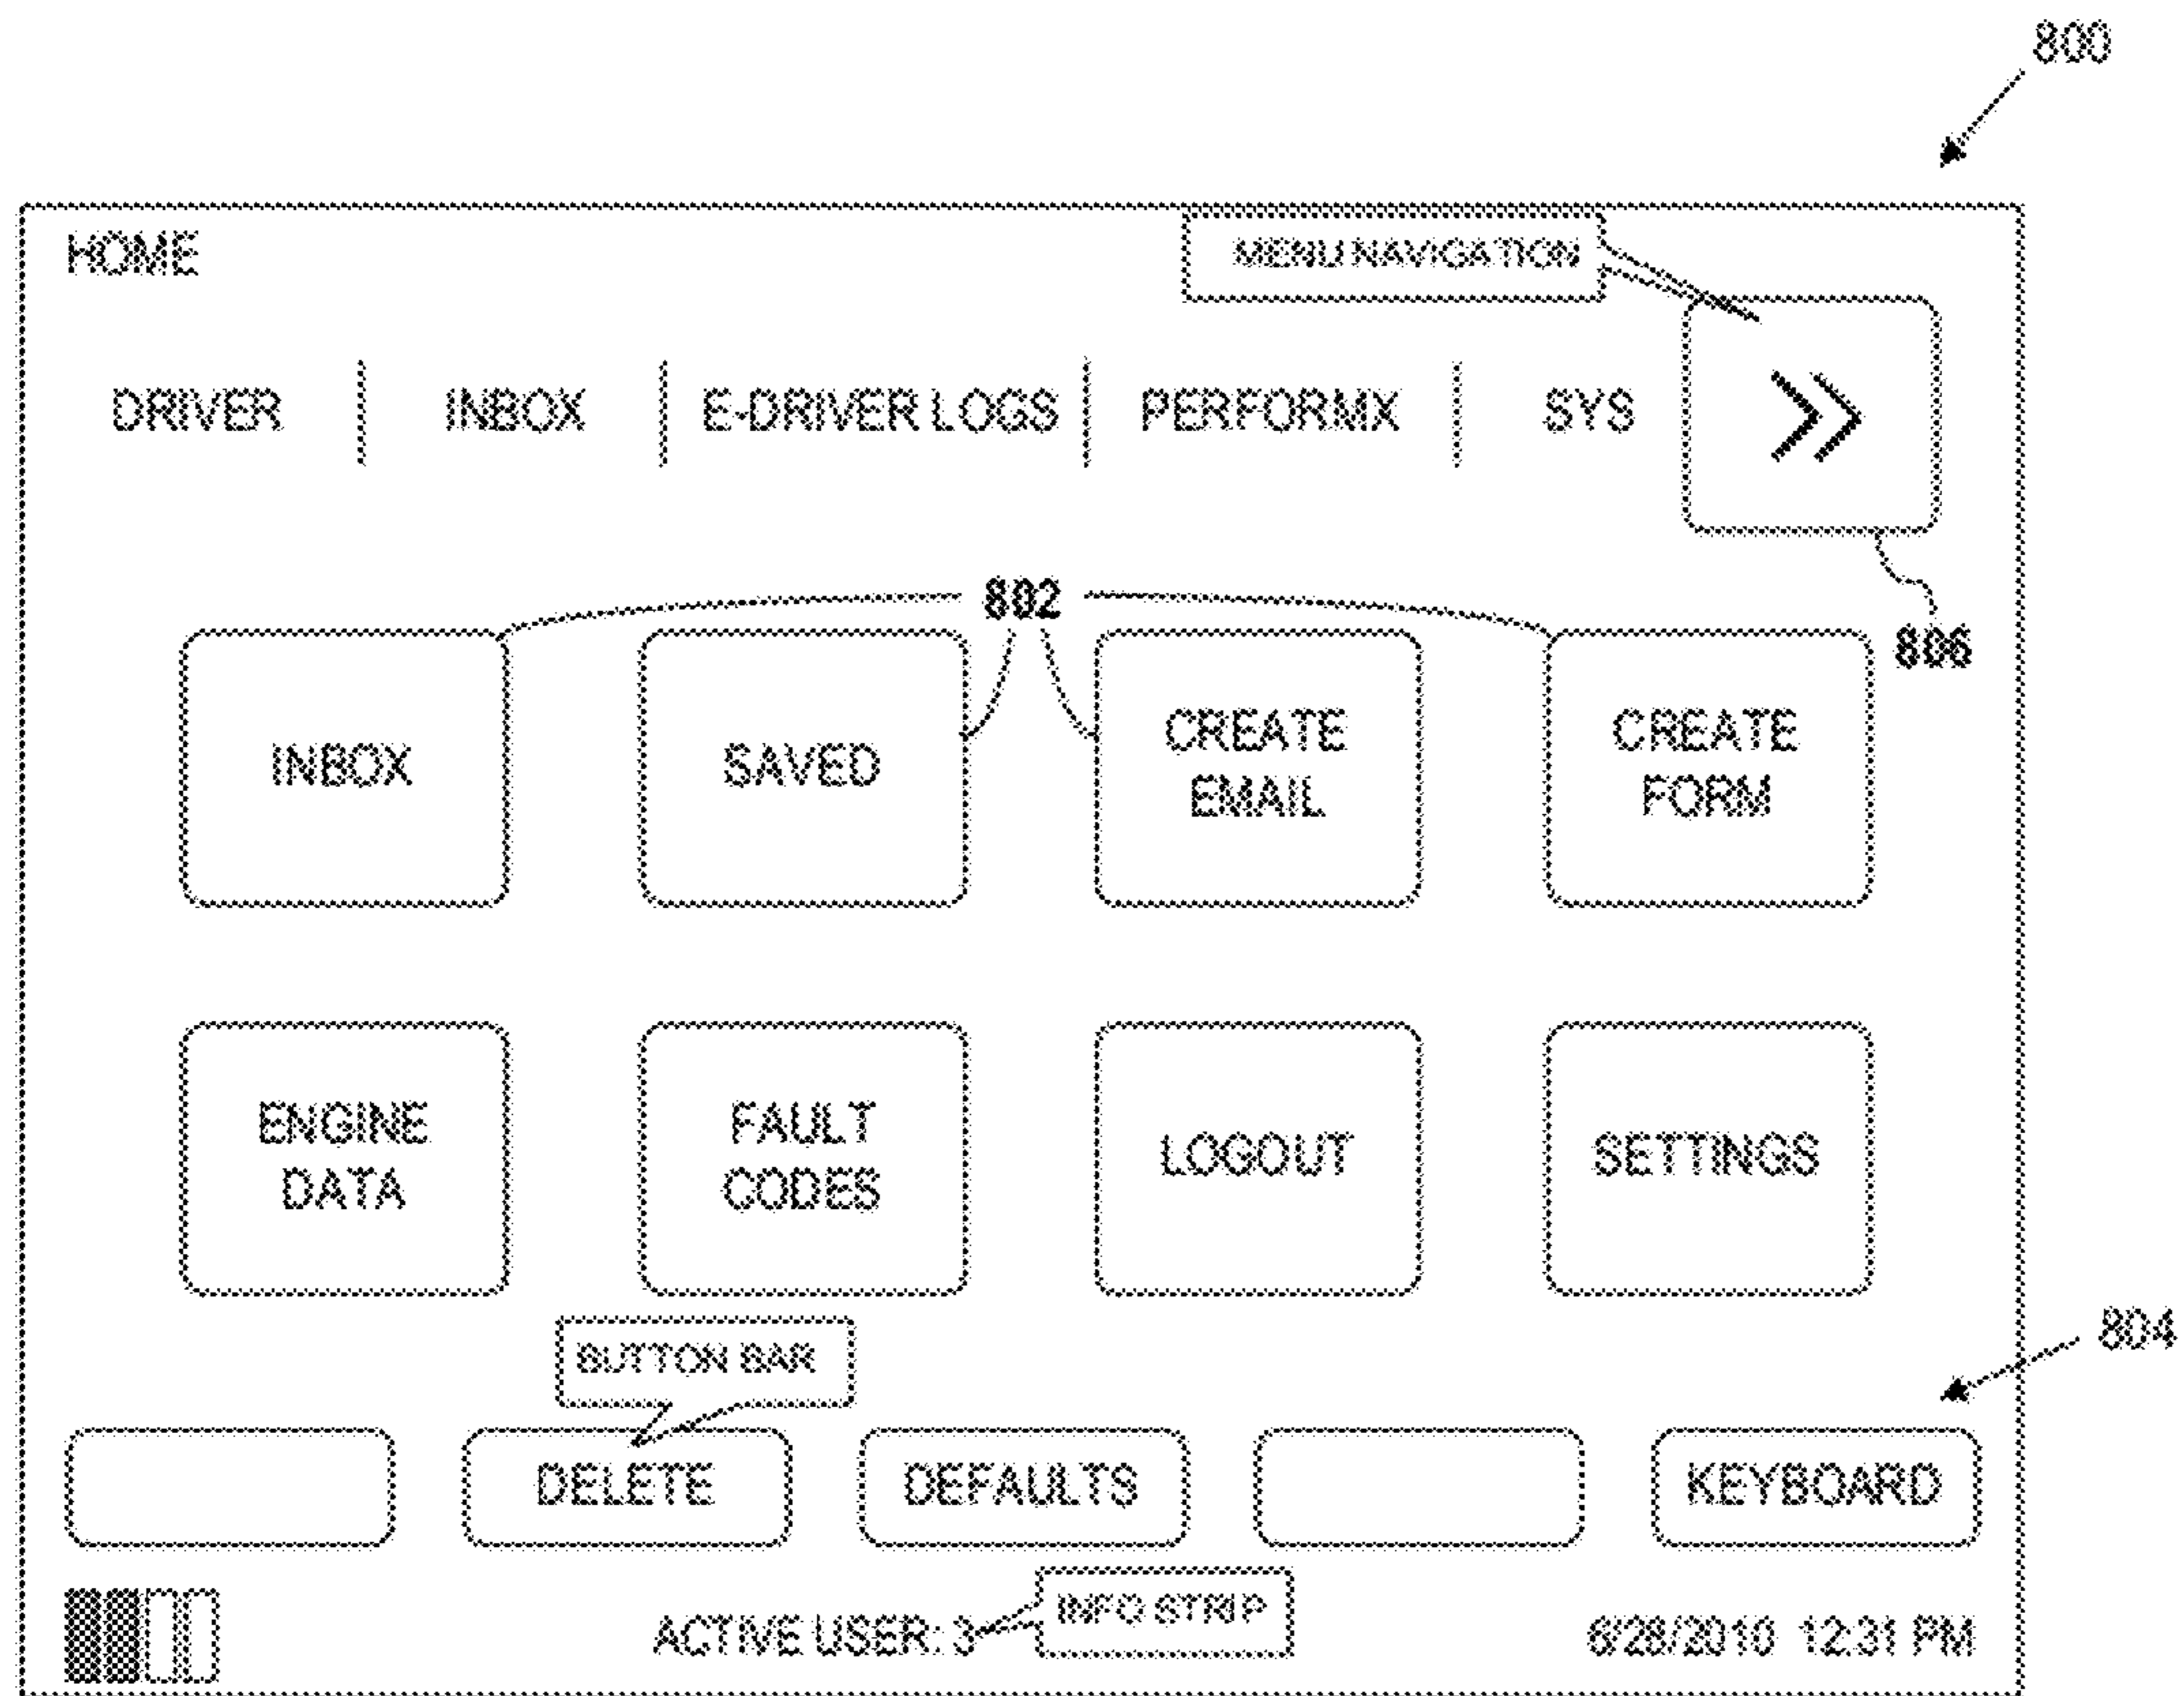 800
HOME
MENU NAVIGATION
DRIVER INBOX E-DRIVER LOGS PERFORMX SYS
802
806
INBOX
SAVED
CREATE
EMAIL
CREATE
FORM
ENGINE
DATA
FAULT
CODES
LOGOUT
SETTINGS
804
BUTTON BAR
DELETE DEFAULTS KEYBOARD
INFO STRIP
ACTIVE USER: 3
6/28/2010 12:31 PM